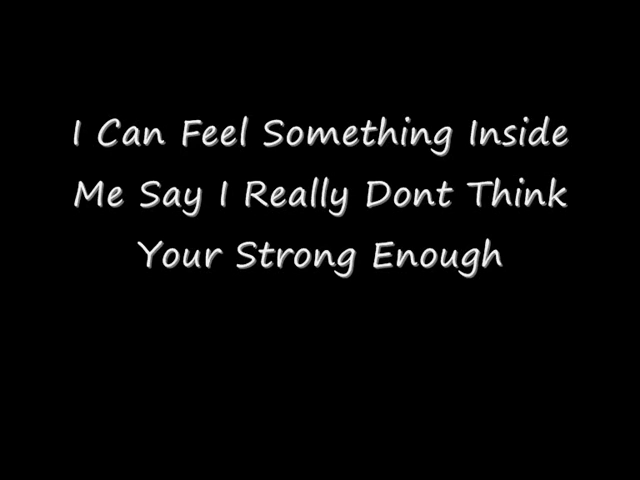 I Can Feel Something Inside
Me Say I Really Dont Think
Your Strong Enough